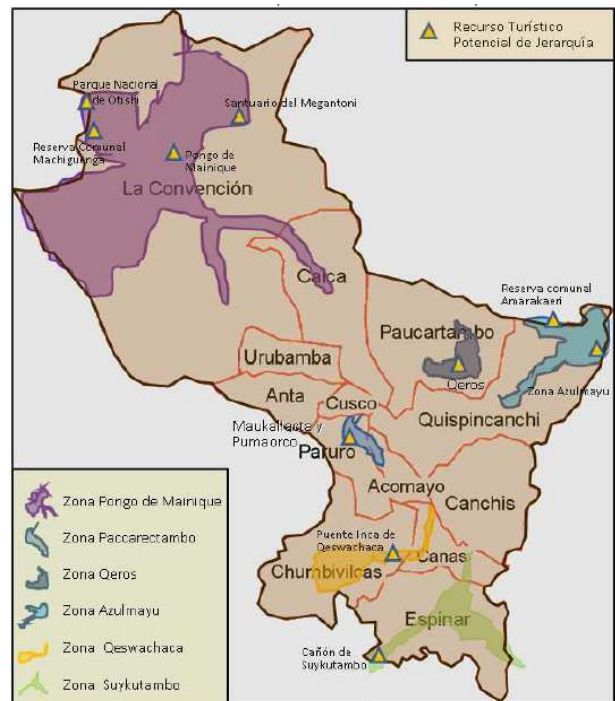 Recurso Turístico
Potencial de Jerarquía
Parque Nacional
de Otishi
Santuario del Megantoni
Reserva Comunal
Machiguenga
Pongo de
Mainique
La Convención
Calca
Reserva comunal
Amarakaeri
Paucartambo
Urubamba
Qeros
Zona Azulmayu
Anta
Cusco
Quispincanchi
Maukallacta y
Pumaorco
Paruro
Acomayo
Canchis
Puente Inca de
Qeswachaca
Canas
Chumbivilcas
Espinar
Cañón de
Suykutambo
Zona Pongo de Mainique
Zona Paccarectambo
Zona Qeros
Zona Azulmayu
Zona Qeswachaca
Zona Suykutambo